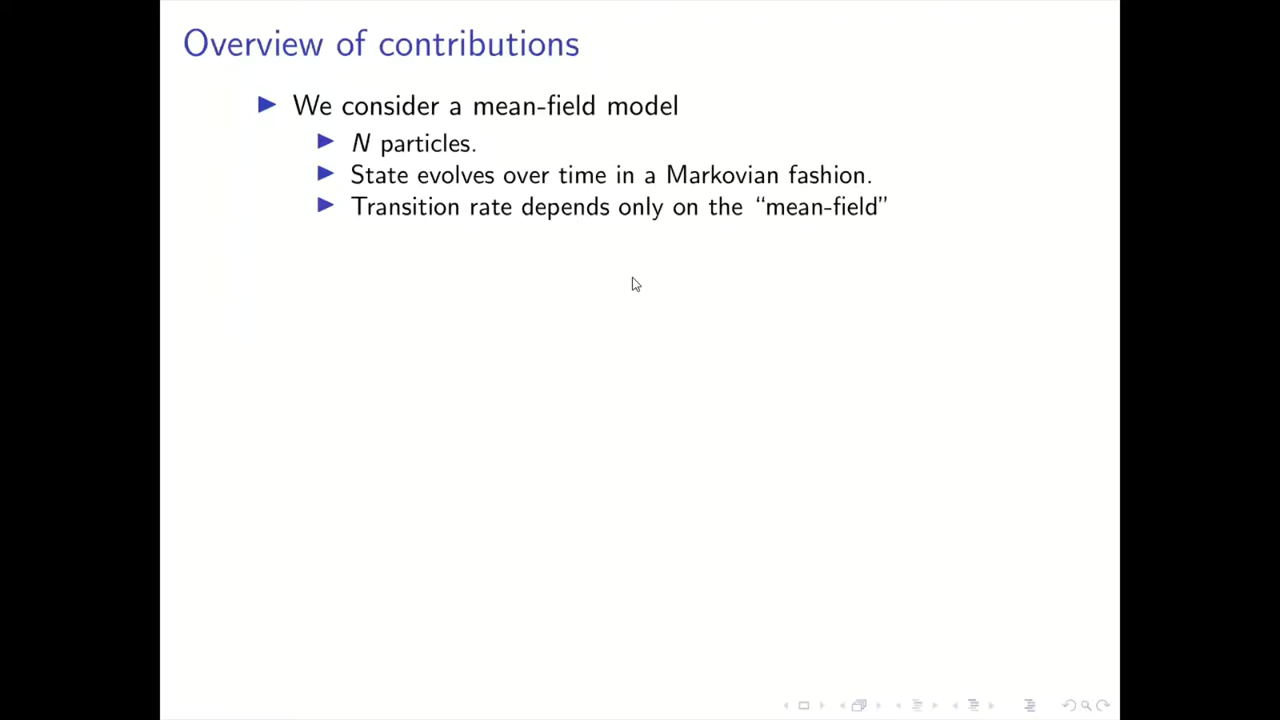 Overview of contributions
We consider a mean-field model
N particles.
State evolves over time in a Markovian fashion.
Transition rate depends only on the “mean-field”